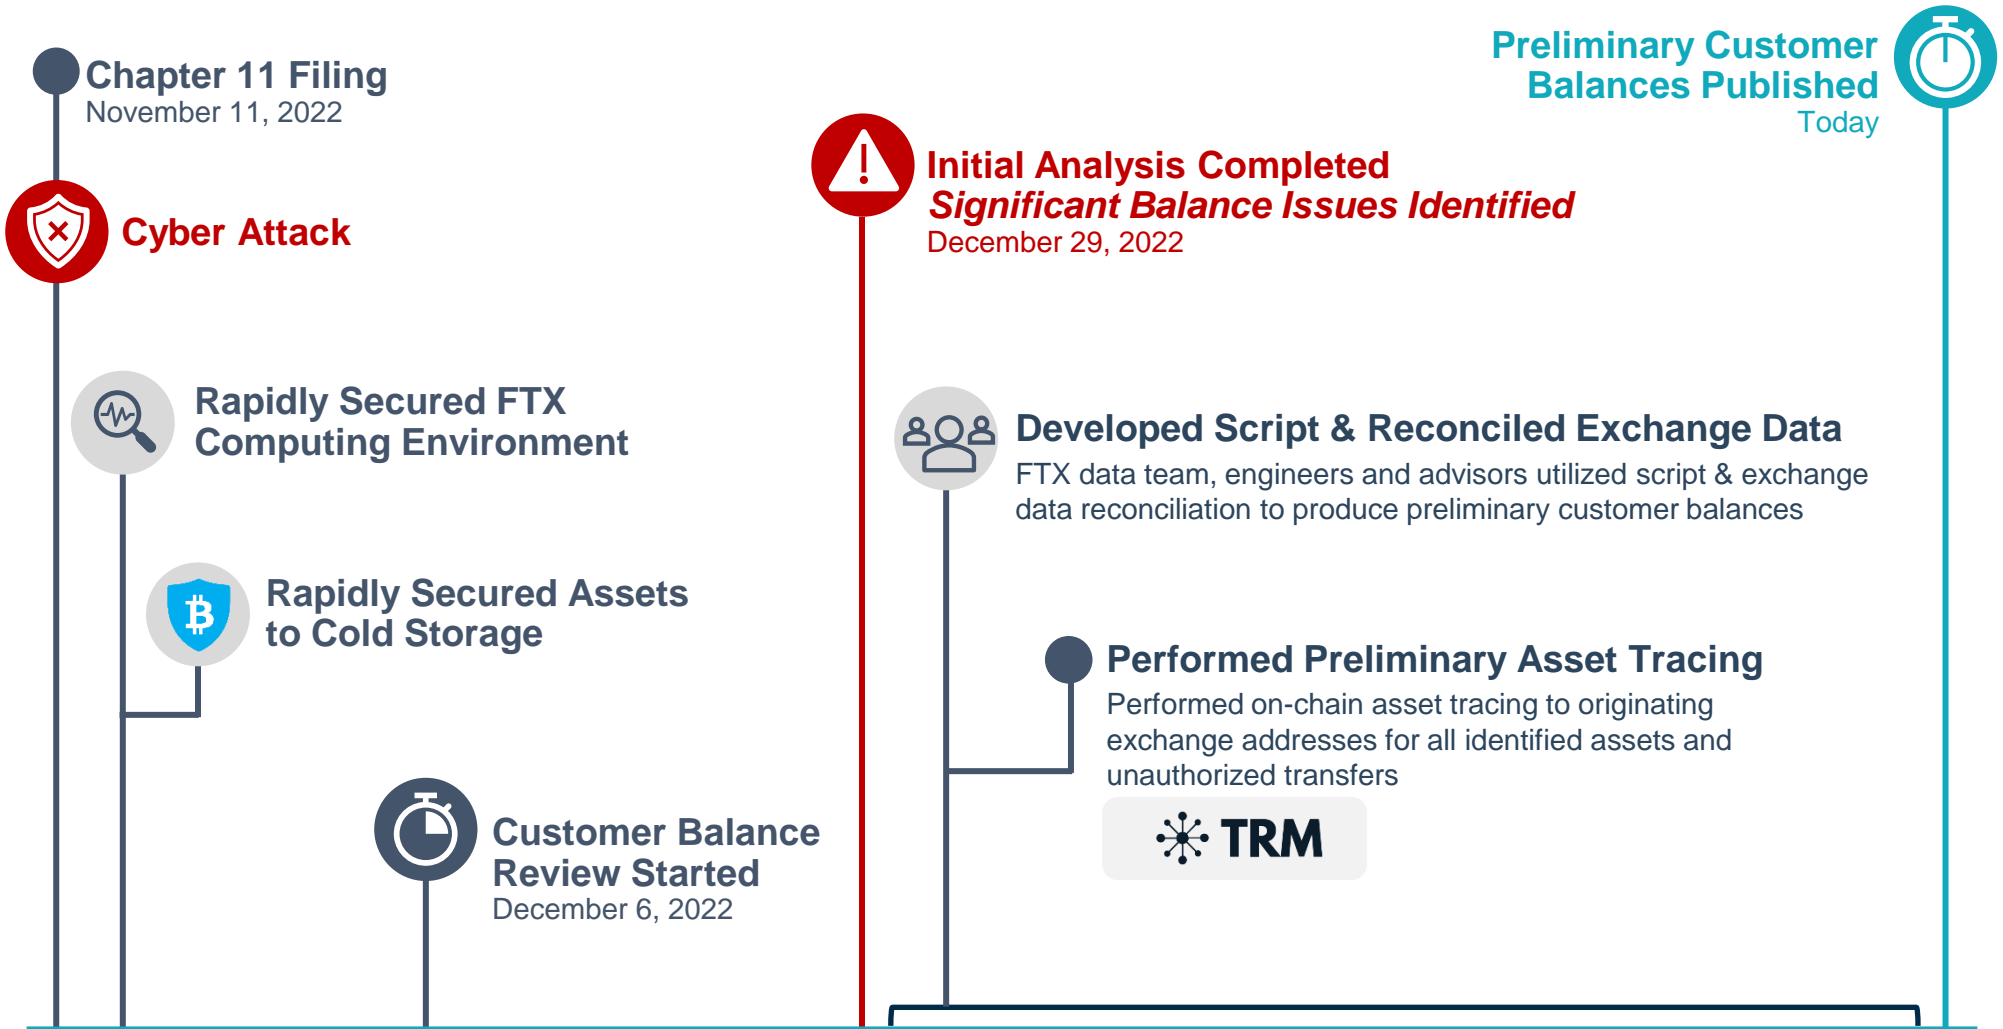 Chapter 11 Filing
November 11, 2022
Cyber Attack
Rapidly Secured FTX
Computing Environment
Rapidly Secured Assets
to Cold Storage
Customer Balance
Review Started
December 6, 2022
Initial Analysis Completed
Significant Balance Issues Identified
December 29, 2022
Developed Script & Reconciled Exchange Data
FTX data team, engineers and advisors utilized script & exchange
data reconciliation to produce preliminary customer balances
Performed Preliminary Asset Tracing
Performed on-chain asset tracing to originating
exchange addresses for all identified assets and
unauthorized transfers
TRM
Preliminary Customer
Balances Published
Today